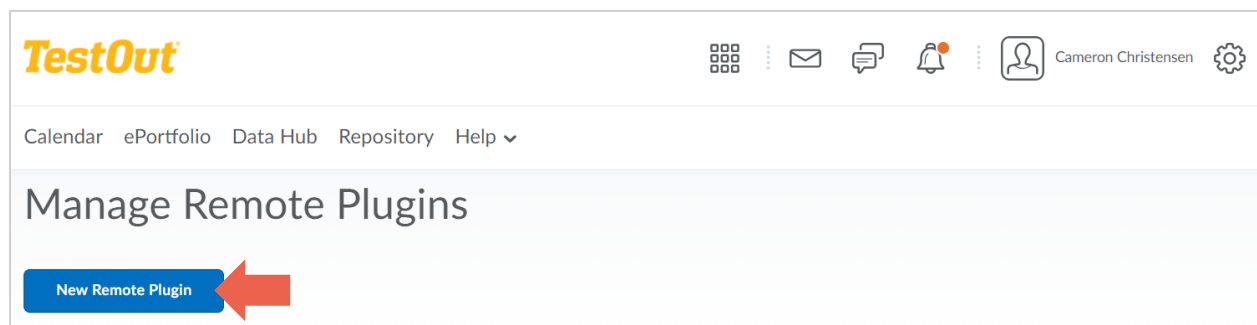 TestOut
Cameron Christensen
Calendar ePortfolio Data Hub Repository Help
Manage Remote Plugins
New Remote Plugin